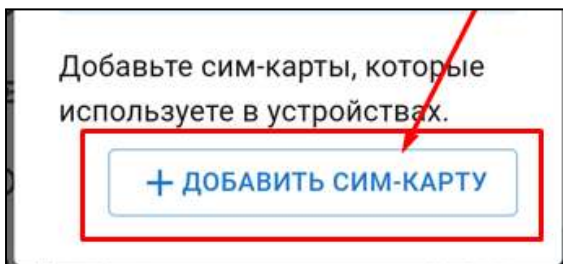 Добавьте сим-карты, которые
используете в устройствах.
+ ДОБАВИТЬ СИМ-КАРТУ